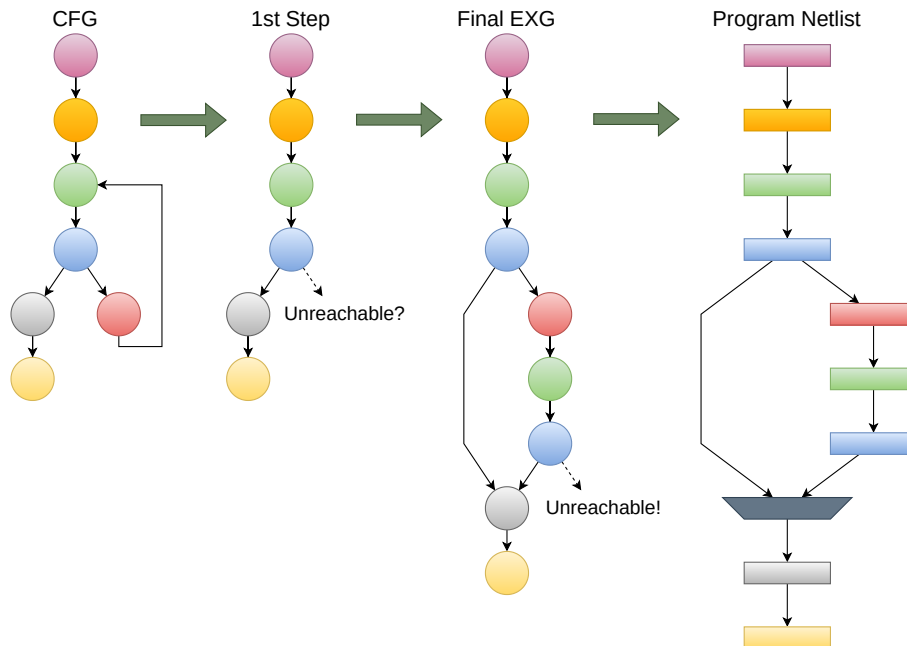 CFG
1st Step
Final EXG
Program Netlist
Unreachable?
Unreachable!